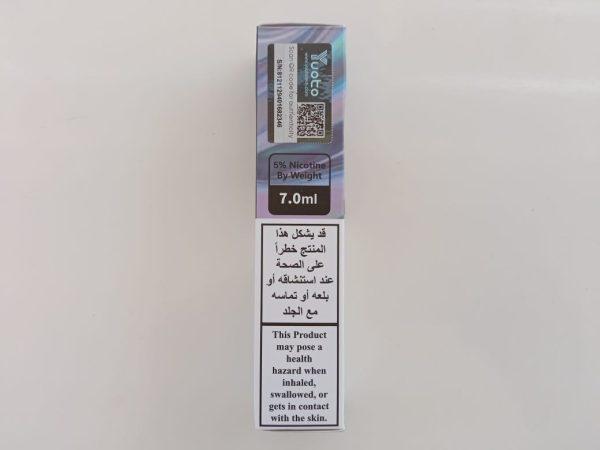 Yuoto
Scan QR code for authenticity
5% Nicotine
By Weight
7.0ml
قد يشكل هذا
المنتج خطراً
على الصحة
عند استنشاقه أو
بلعه أو تماسه
مع الجلد
This Product
may pose a
health
hazard when
inhaled,
swallowed, or
gets in contact
with the skin.